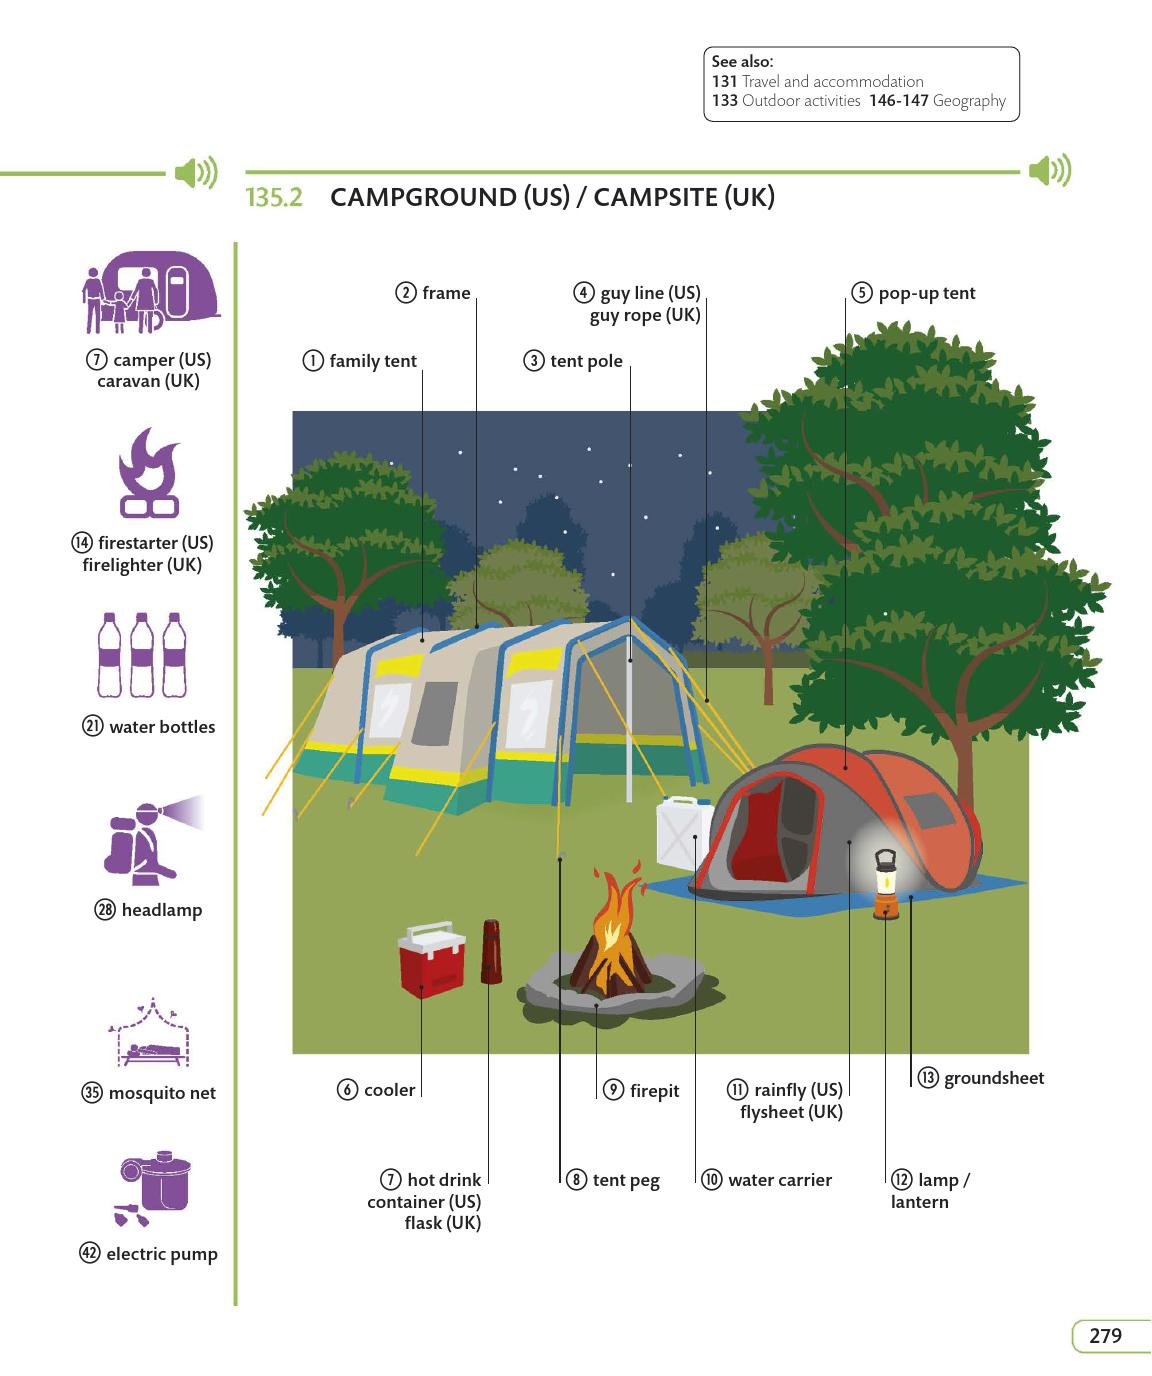 See also:
131 Travel and accommodation
133 Outdoor activities 146-147 Geography
135.2 CAMPGROUND (US) / CAMPSITE (UK)
7 camper (US)
caravan (UK)
14 firestarter (US)
firelighter (UK)
21 water bottles
28 headlamp
35 mosquito net
42 electric pump
2 frame
4 guy line (US)
guy rope (UK)
5 pop-up tent
1 family tent
3 tent pole
6 cooler
9 firepit
11 rainfly (US)
flysheet (UK)
13 groundsheet
7 hot drink
container (US)
flask (UK)
8 tent peg
10 water carrier
12 lamp /
lantern
279